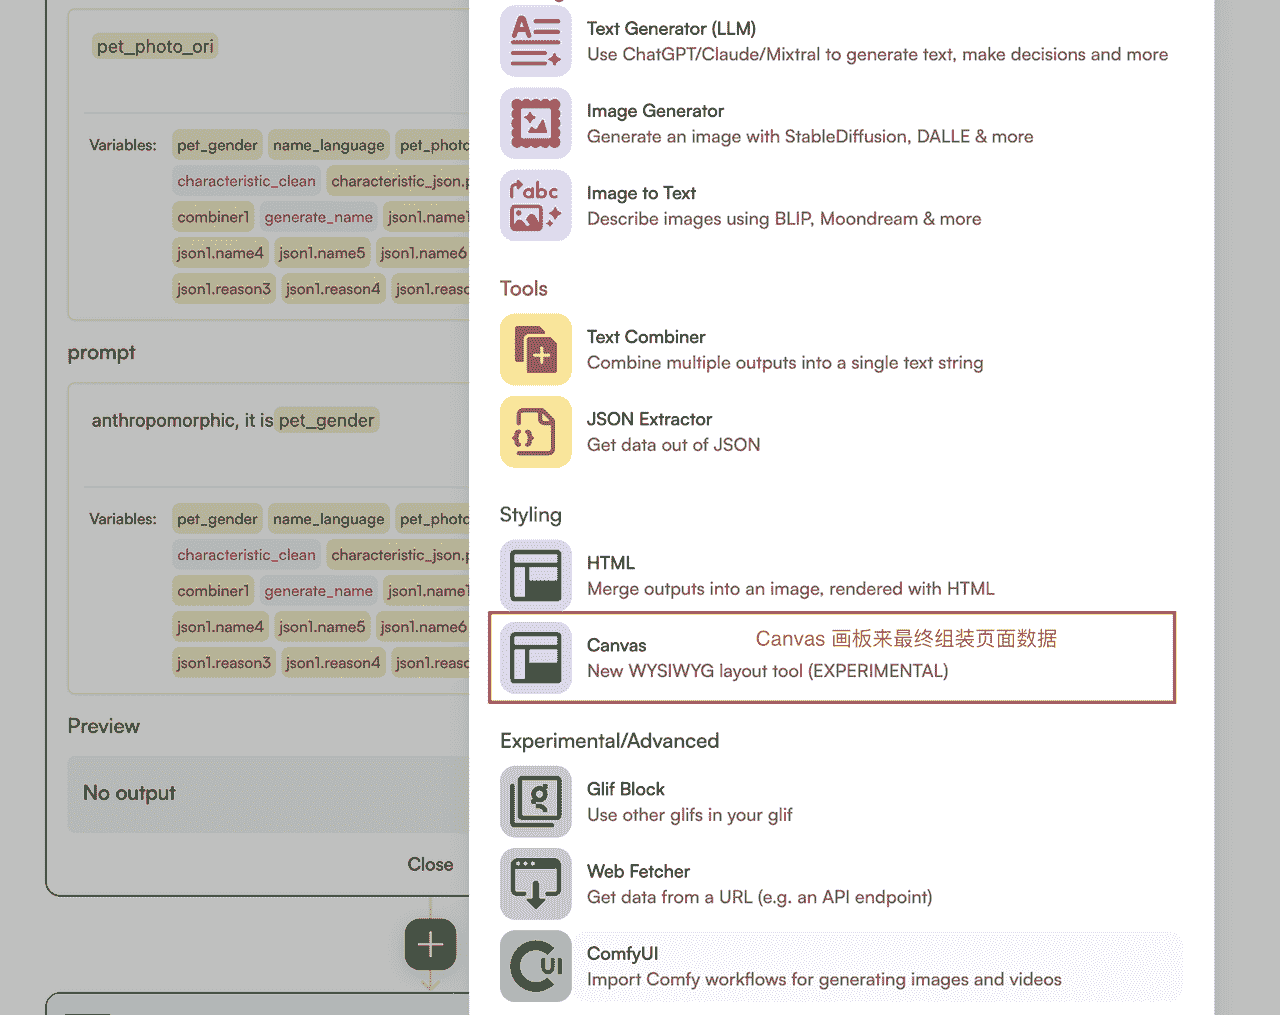 pet_photo_ori
Variables: pet_gender name_language
characteristic_clean
combiner1 generate_name json1.name1
json1.name4 json1.name5 json1.name6
json1.reason3 json1.reason4
prompt
anthropomorphic, it is pet_gender
Variables: pet_gender name_language
characteristic_clean
combiner1 generate_name json1.name1
json1.name4 json1.name5 json1.name6
json1.reason3 json1.reason4
Preview
No output
Close
A
Text Generator (LLM)
Use ChatGPT/Claude/Mixtral to generate text, make decisions and more
Image Generator
Generate an image with StableDiffusion, DALLE & more
abc
Image to Text
Describe images using BLIP, Moondream & more
Tools
Text Combiner
Combine multiple outputs into a single text string
{}
JSON Extractor
Get data out of JSON
Styling
HTML
Merge outputs into an image, rendered with HTML
Canvas
Canvas 画板来最终组装页面数据
New WYSIWYG layout tool (EXPERIMENTAL)
Experimental/Advanced
g
Glif Block
Use other glifs in your glif
Web Fetcher
Get data from a URL (e.g. an API endpoint)
CUI
ComfyUI
Import Comfy workflows for generating images and videos